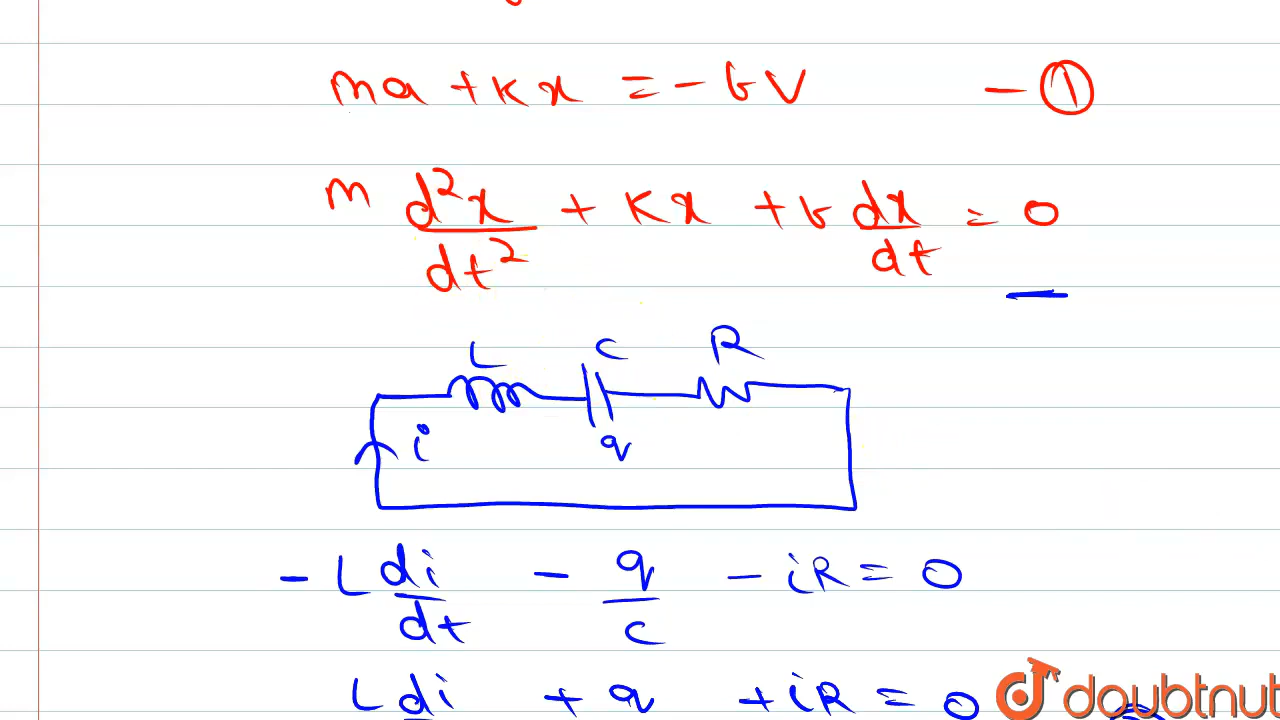 ma + kx = - bv - ①
m d²x/dt² + kx + b dx/dt = 0
L C R
i q
- L di/dt - q/c - iR = 0
L di + q + iR = 0
doubtnut